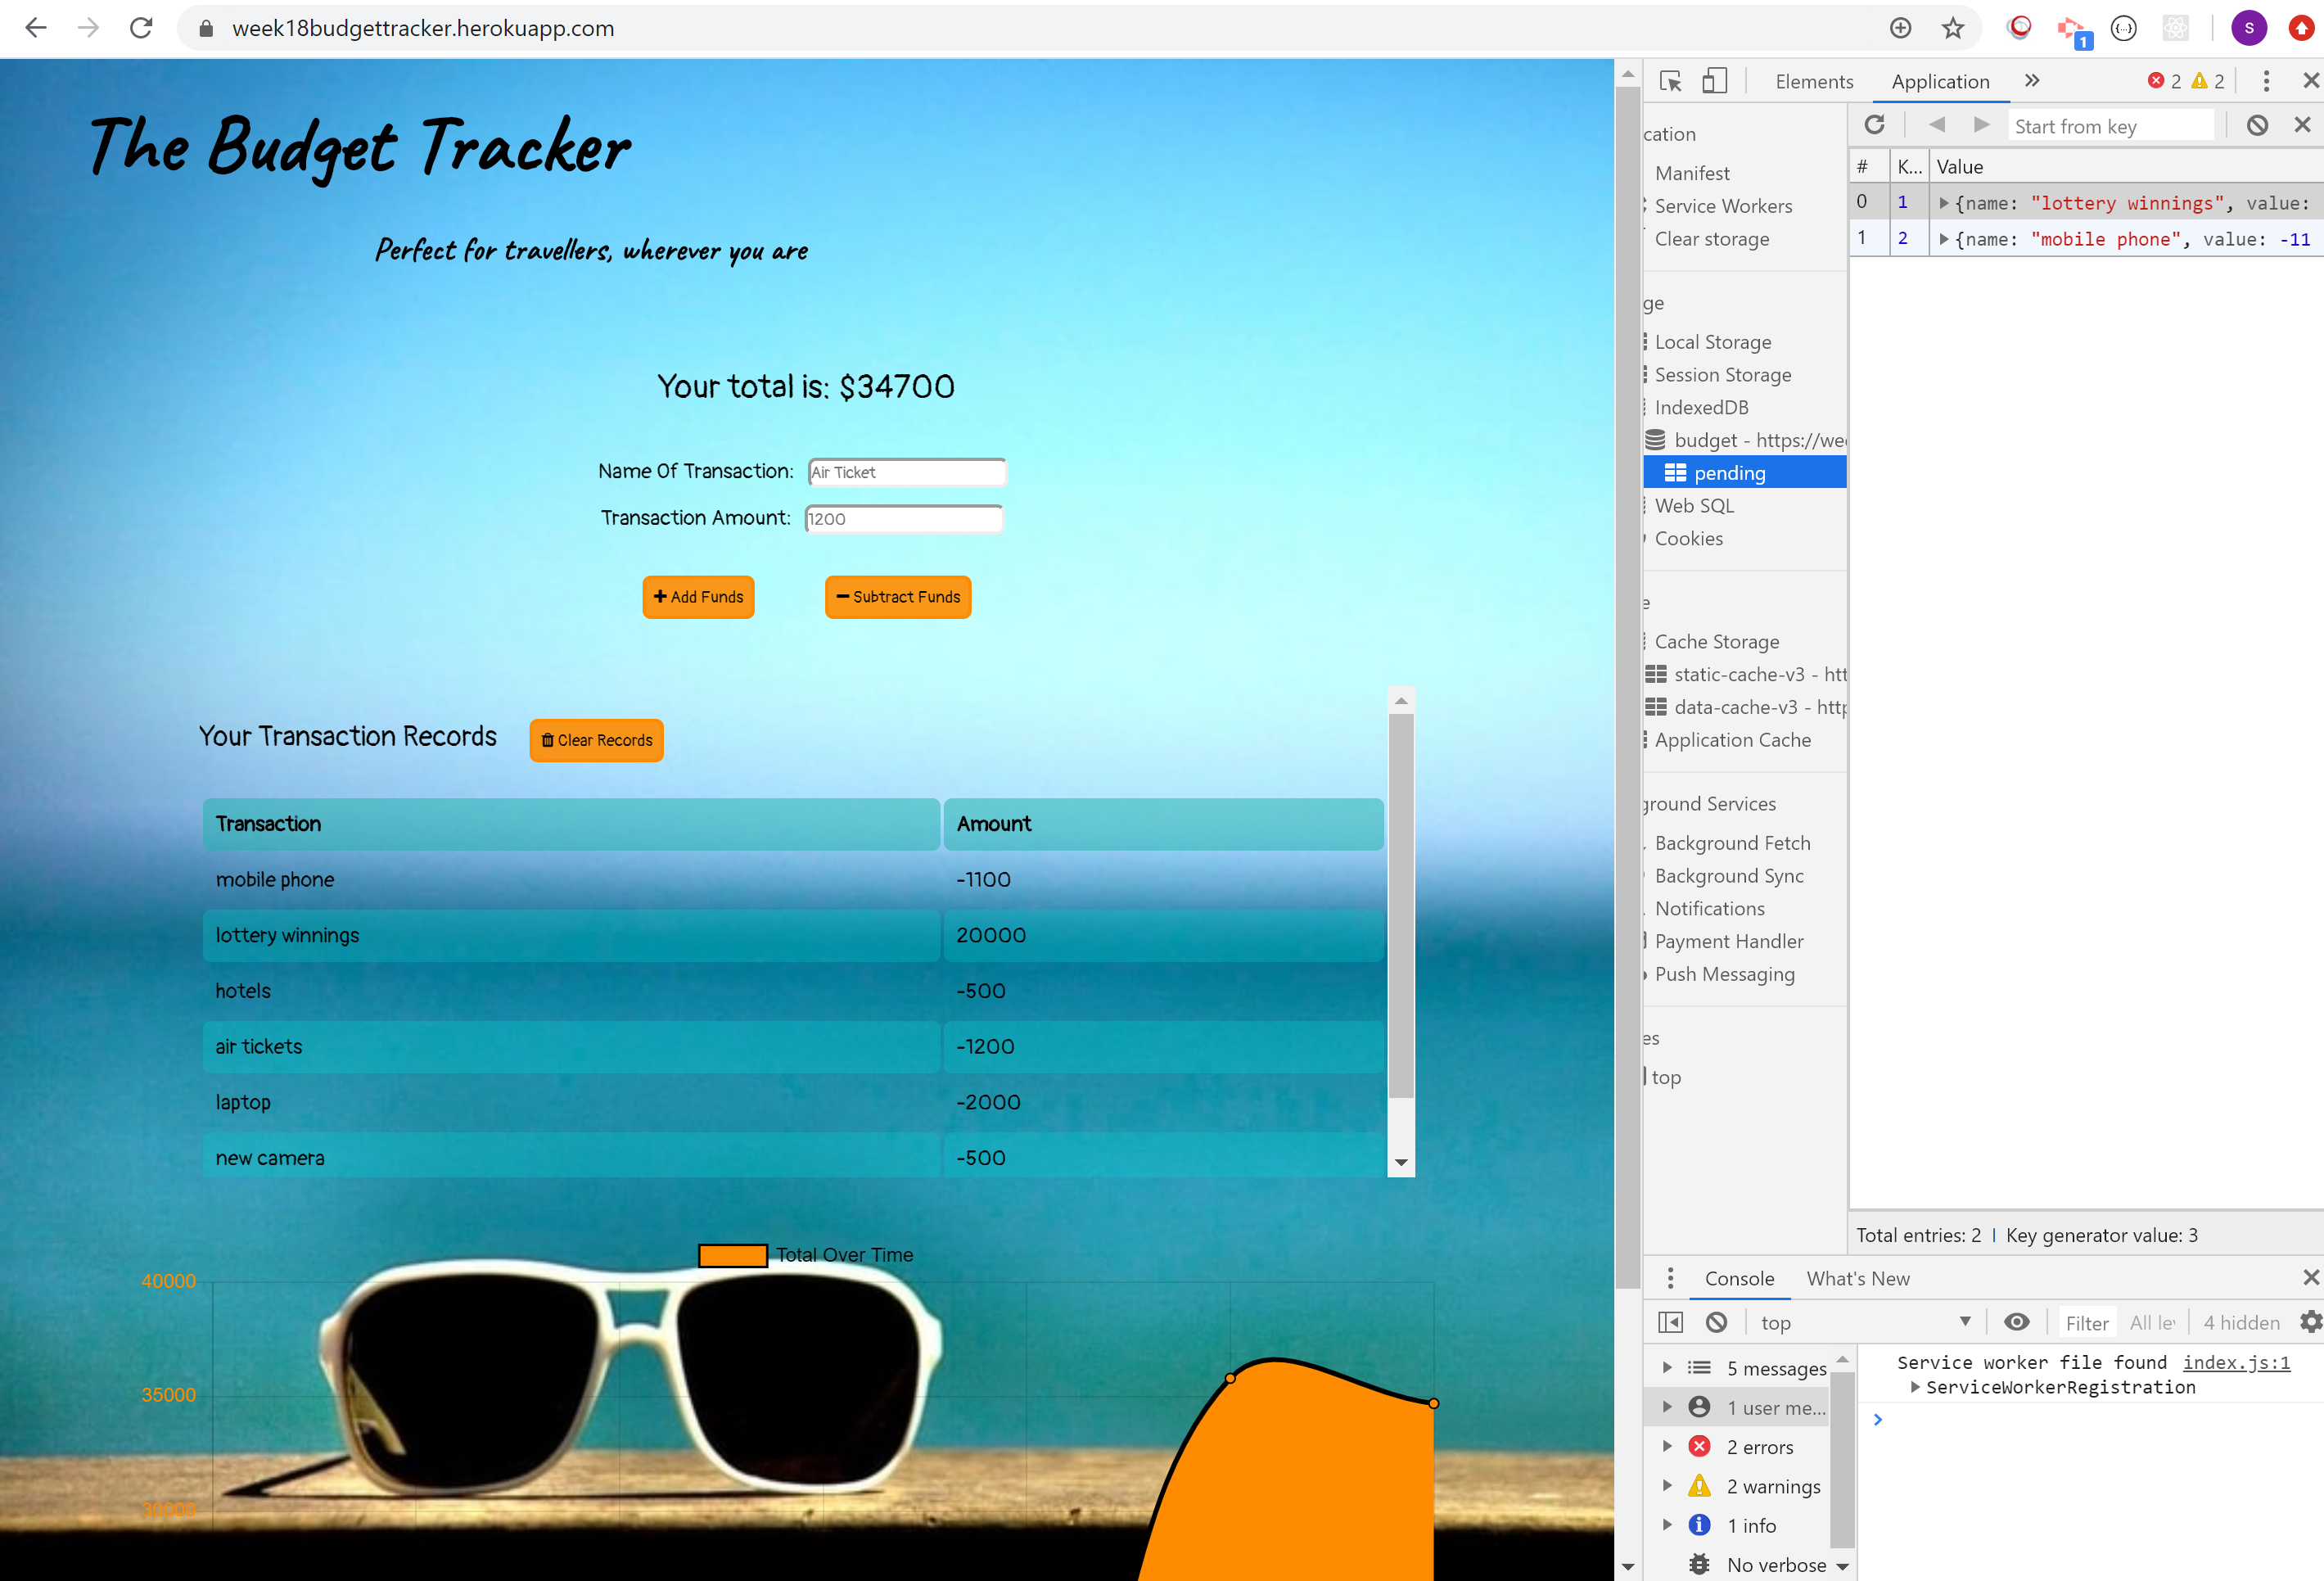 week18budgettracker.herokuapp.com
1
S
The Budget Tracker
Perfect for travellers, wherever you are
Your total is: $34700
Name Of Transaction: Air Ticket
Transaction Amount: 1200
Add Funds
Subtract Funds
Your Transaction Records
Clear Records
Transaction Amount
mobile phone -1100
lottery winnings 20000
hotels -500
air tickets -1200
laptop -2000
new camera -500
Total Over Time
40000
35000
30000
Elements Application 2 2
cation
Manifest
Service Workers
Clear storage
ge
Local Storage
Session Storage
IndexedDB
budget - https://wee
pending
Web SQL
Cookies
e
Cache Storage
static-cache-v3 - htt
data-cache-v3 - http
Application Cache
ground Services
Background Fetch
Background Sync
Notifications
Payment Handler
Push Messaging
es
top
Start from key
# K... Value
0 1 {name: "lottery winnings", value:
1 2 {name: "mobile phone", value: -11
Total entries: 2 Key generator value: 3
Console What's New
top Filter All le 4 hidden
5 messages
1 user me...
2 errors
2 warnings
1 info
No verbose
Service worker file found index.js:1
ServiceWorkerRegistration